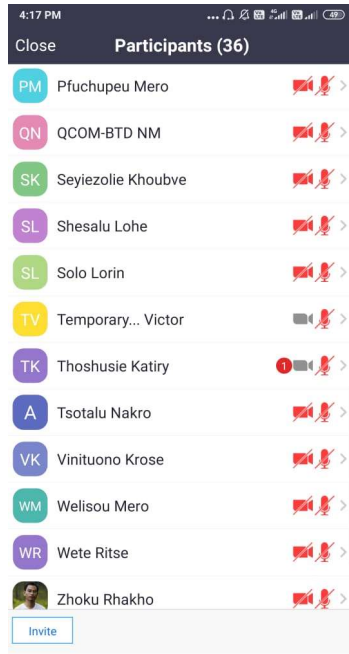 4:17 PM ... 4G 49
Close Participants (36)
PM Pfuchupeu Mero
QN QCOM-BTD NM
SK Seyiezolie Khoubve
SL Shesalu Lohe
SL Solo Lorin
TV Temporary... Victor
TK Thoshusie Katiry 1
A Tsotalu Nakro
VK Vinituono Krose
WM Welisou Mero
WR Wete Ritse
Zhoku Rhakho
Invite